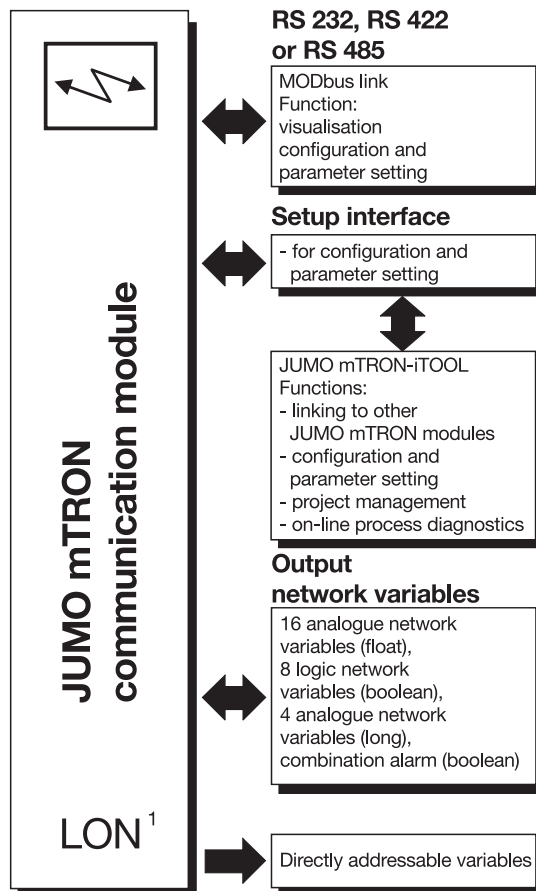 JUMO mTRON
communication module
LON 1
RS 232, RS 422
or RS 485
MODbus link
Function:
visualisation
configuration and
parameter setting
Setup interface
- for configuration and
parameter setting
JUMO mTRON-iTOOL
Functions:
- linking to other
JUMO mTRON modules
- configuration and
parameter setting
- project management
- on-line process diagnostics
Output
network variables
16 analogue network
variables (float),
8 logic network
variables (boolean),
4 analogue network
variables (long),
combination alarm (boolean)
Directly addressable variables